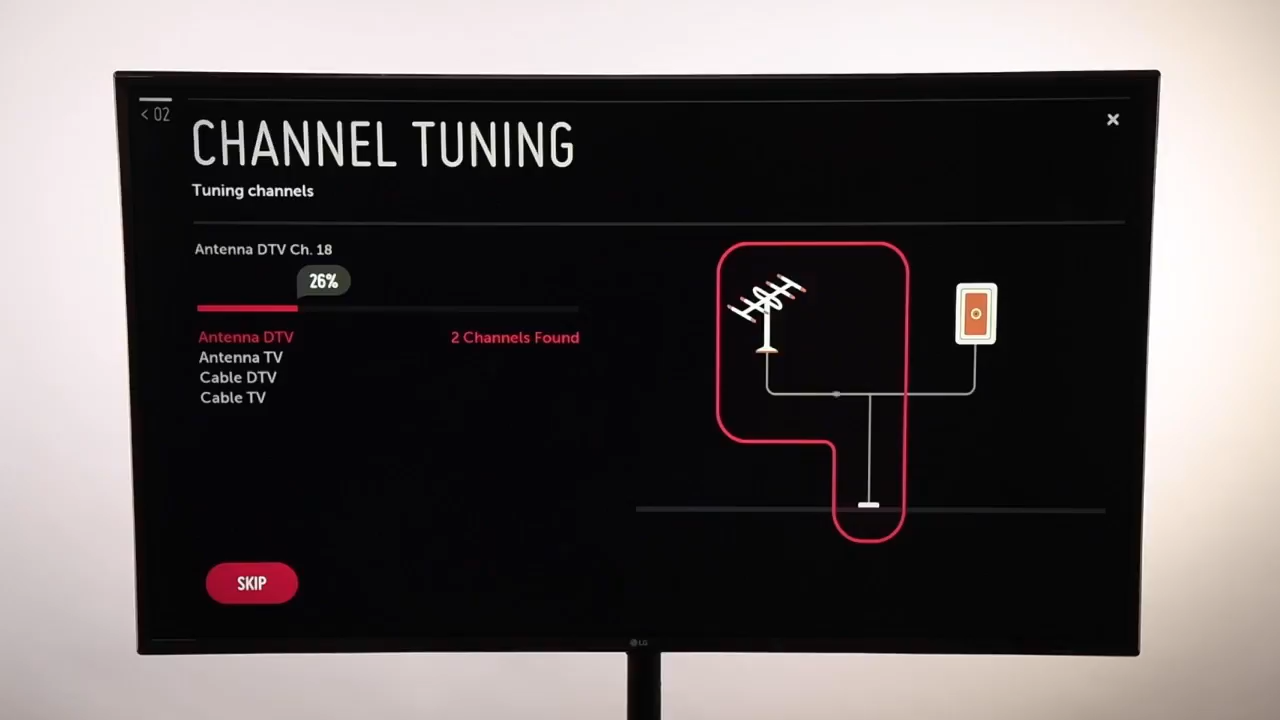 < 02
CHANNEL TUNING
Tuning channels
Antenna DTV Ch. 18
26%
Antenna DTV 2 Channels Found
Antenna TV
Cable DTV
Cable TV
SKIP
LG